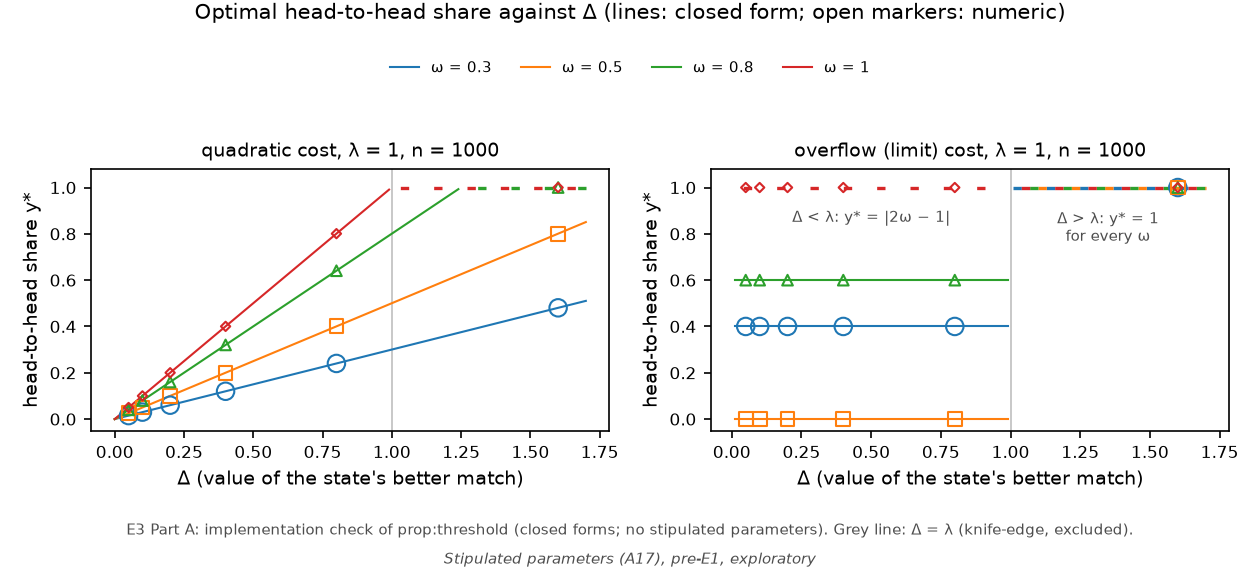 Optimal head-to-head share against Δ (lines: closed form; open markers: numeric)
ω = 0.3
ω = 0.5
ω = 0.8
ω = 1
quadratic cost, λ = 1, n = 1000
head-to-head share y*
1.0
0.8
0.6
0.4
0.2
0.0
0.00 0.25 0.50 0.75 1.00 1.25 1.50 1.75
Δ (value of the state's better match)
overflow (limit) cost, λ = 1, n = 1000
head-to-head share y*
1.0
0.8
0.6
0.4
0.2
0.0
Δ < λ: y* = |2ω − 1|
Δ > λ: y* = 1
for every ω
0.00 0.25 0.50 0.75 1.00 1.25 1.50 1.75
Δ (value of the state's better match)
E3 Part A: implementation check of prop:threshold (closed forms; no stipulated parameters). Grey line: Δ = λ (knife-edge, excluded).
Stipulated parameters (A17), pre-E1, exploratory